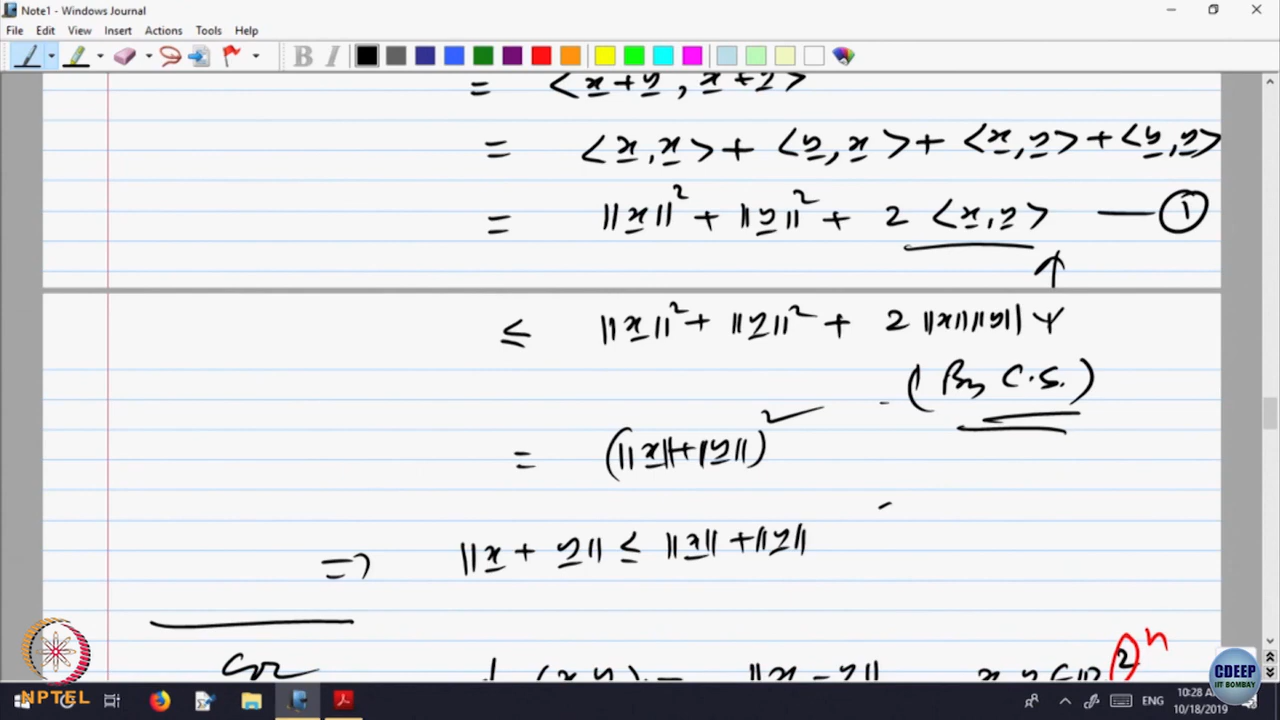 Note1 - Windows Journal
File Edit View Insert Actions Tools Help
= <x+y, x+y>
= <x,x> + <y,x> + <x,y> + <y,y>
= ||x||² + ||y||² + 2 <x,y> — ①
≤ ||x||² + ||y||² + 2 ||x|| ||y||
(By C.S.)
= (||x||+||y||)²
=> ||x + y|| ≤ ||x|| + ||y||
Cor d (x,y) = ||x - y|| x, y ∈ ℝ² n
NPTEL
ENG
10:28 A
10/18/2019
CDEEP
IIT BOMBAY